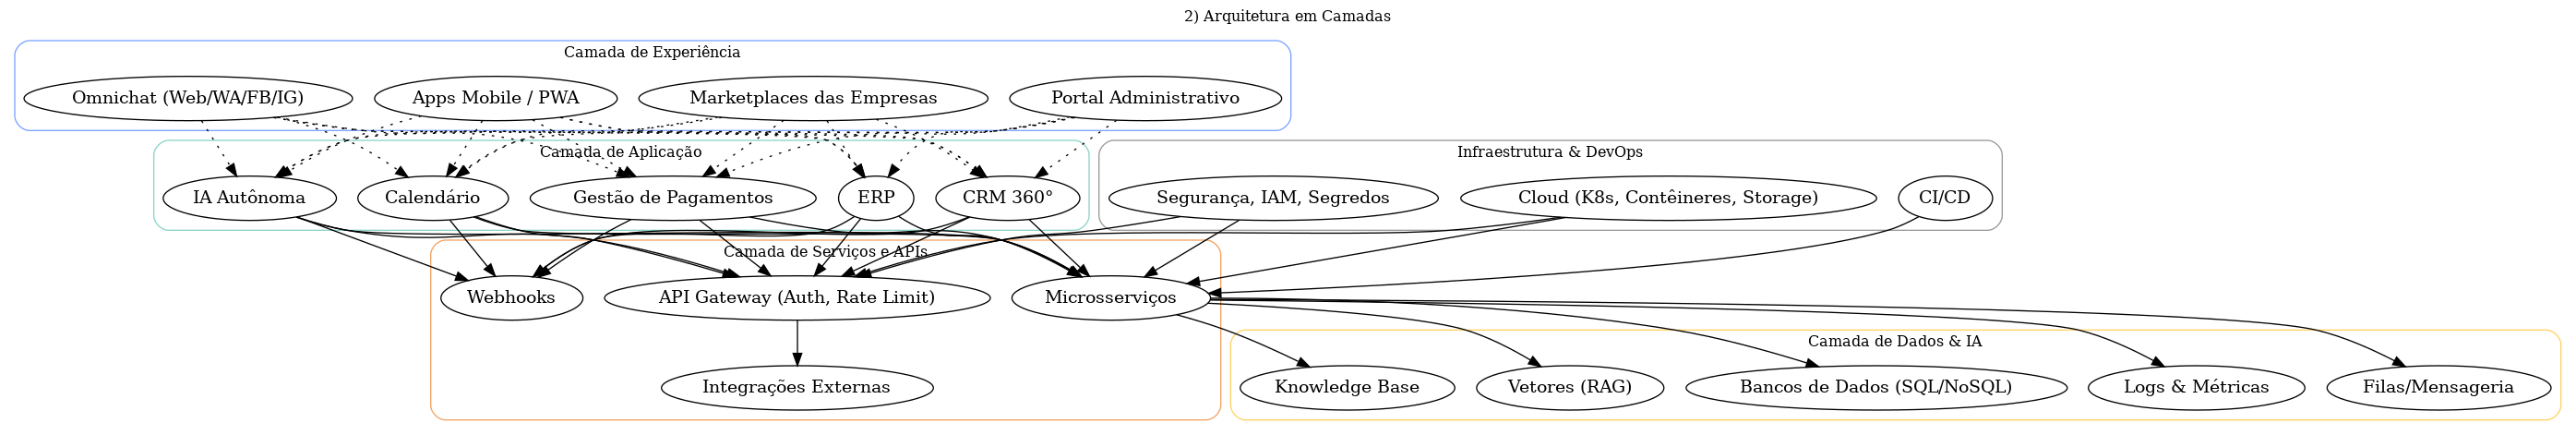 2) Arquitetura em Camadas
Camada de Experiência
Omnichat (Web/WA/FB/IG)
Apps Mobile / PWA
Marketplaces das Empresas
Portal Administrativo
Camada de Aplicação
Infraestrutura & DevOps
IA Autônoma
Calendário
Gestão de Pagamentos
ERP
CRM 360°
Segurança, IAM, Segredos
Cloud (K8s, Contêineres, Storage)
CI/CD
Camada de Serviços e APIs
Webhooks
API Gateway (Auth, Rate Limit)
Microsserviços
Camada de Dados & IA
Integrações Externas
Knowledge Base
Vetores (RAG)
Bancos de Dados (SQL/NoSQL)
Logs & Métricas
Filas/Mensageria